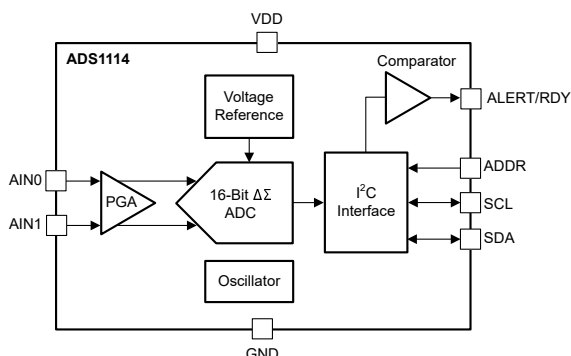 VDD
ADS1114
Comparator
Voltage
Reference
ALERT/RDY
AIN0
PGA
16-Bit ΔΣ
ADC
I²C
Interface
ADDR
AIN1
SCL
SDA
Oscillator
GND